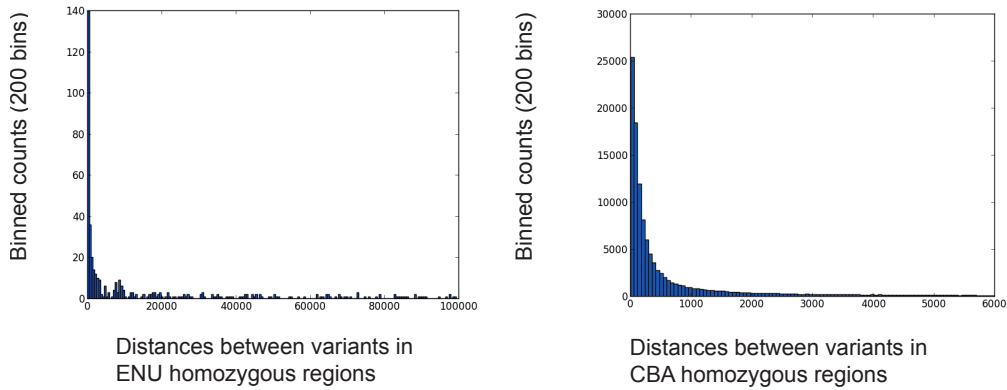 Binned counts (200 bins)
140
120
100
80
60
40
20
0
0 20000 40000 60000 80000 100000
Distances between variants in
ENU homozygous regions
Binned counts (200 bins)
30000
25000
20000
15000
10000
5000
0
0 1000 2000 3000 4000 5000 6000
Distances between variants in
CBA homozygous regions